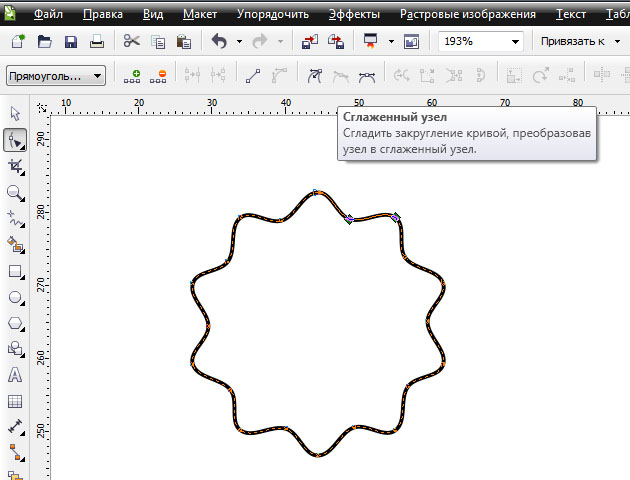 Файл Правка Вид Макет Упорядочить Эффекты Растровые изображения Текст Табл
193% Привязать к
Прямоуголь...
10 20 30 40 50 60 70 80
Сглаженный узел
Сгладить закругление кривой, преобразовав
узел в сглаженный узел.
290
280
270
260
250